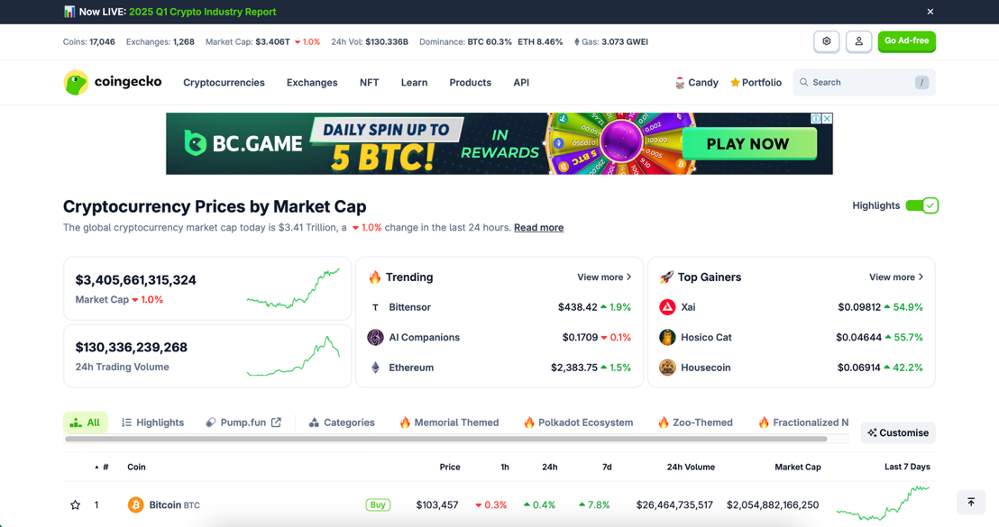 Now LIVE: 2025 Q1 Crypto Industry Report
Coins: 17,046 Exchanges: 1,268 Market Cap: $3.406T 1.0% 24h Vol: $130.336B Dominance: BTC 60.3% ETH 8.46% Gas: 3.073 GWEI
Go Ad-free
coingecko Cryptocurrencies Exchanges NFT Learn Products API Candy Portfolio Search /
BC.GAME DAILY SPIN UP TO 5 BTC! IN REWARDS PLAY NOW
Cryptocurrency Prices by Market Cap
Highlights
The global cryptocurrency market cap today is $3.41 Trillion, a 1.0% change in the last 24 hours. Read more
$3,405,661,315,324
Market Cap 1.0%
$130,336,239,268
24h Trading Volume
Trending View more
T Bittensor $438.42 1.9%
AI Companions $0.1709 0.1%
Ethereum $2,383.75 1.5%
Top Gainers View more
Xai $0.09812 54.9%
Hosico Cat $0.04644 55.7%
Housecoin $0.06914 42.2%
All Highlights Pump.fun Categories Memorial Themed Polkadot Ecosystem Zoo-Themed Fractionalized N
Customise
# Coin Price 1h 24h 7d 24h Volume Market Cap Last 7 Days
1 Bitcoin BTC Buy $103,457 0.3% 0.4% 7.8% $26,464,735,517 $2,054,882,166,250